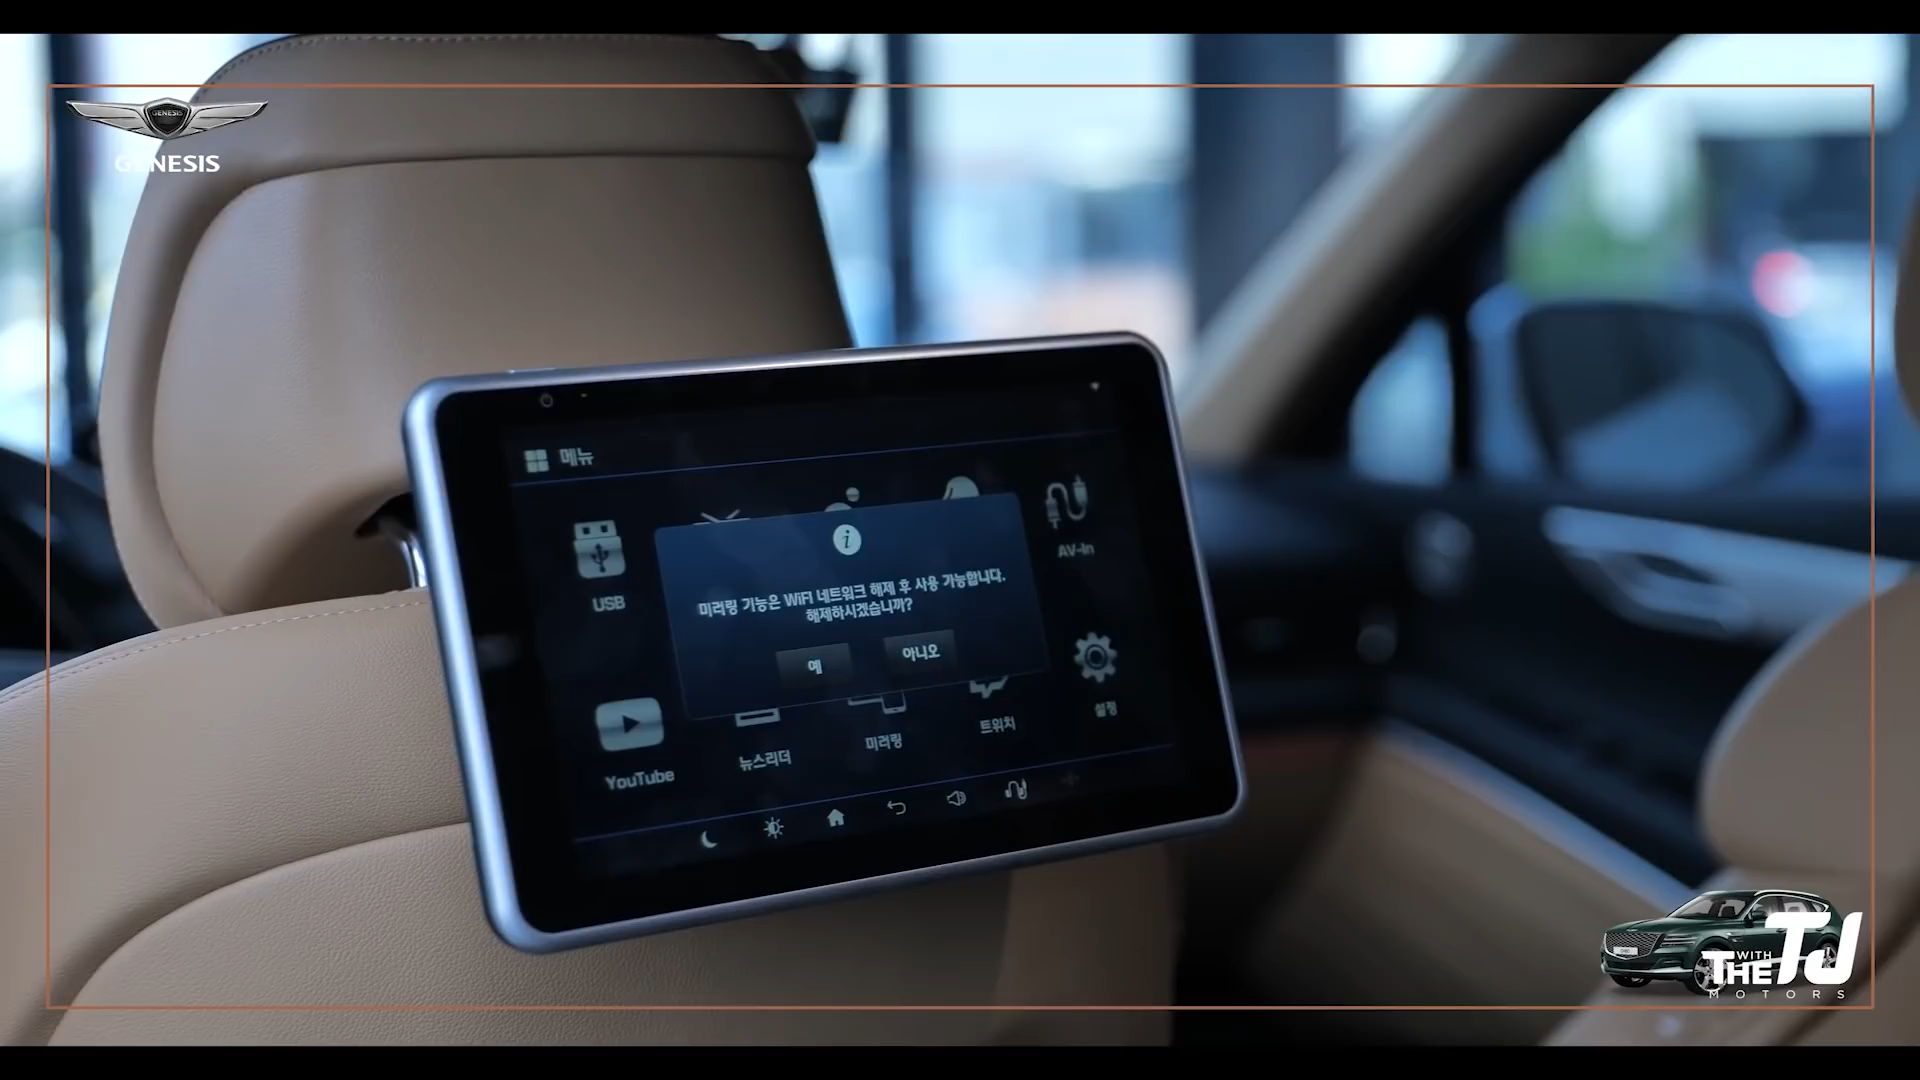 GENESIS
GENESIS
메뉴
USB
AV-In
미러링 기능은 WiFi 네트워크 해제 후 사용 가능합니다.
해제하시겠습니까?
예
아니오
YouTube
뉴스리더
미러링
트위치
설정
WITH
THE TJ
MOTORS